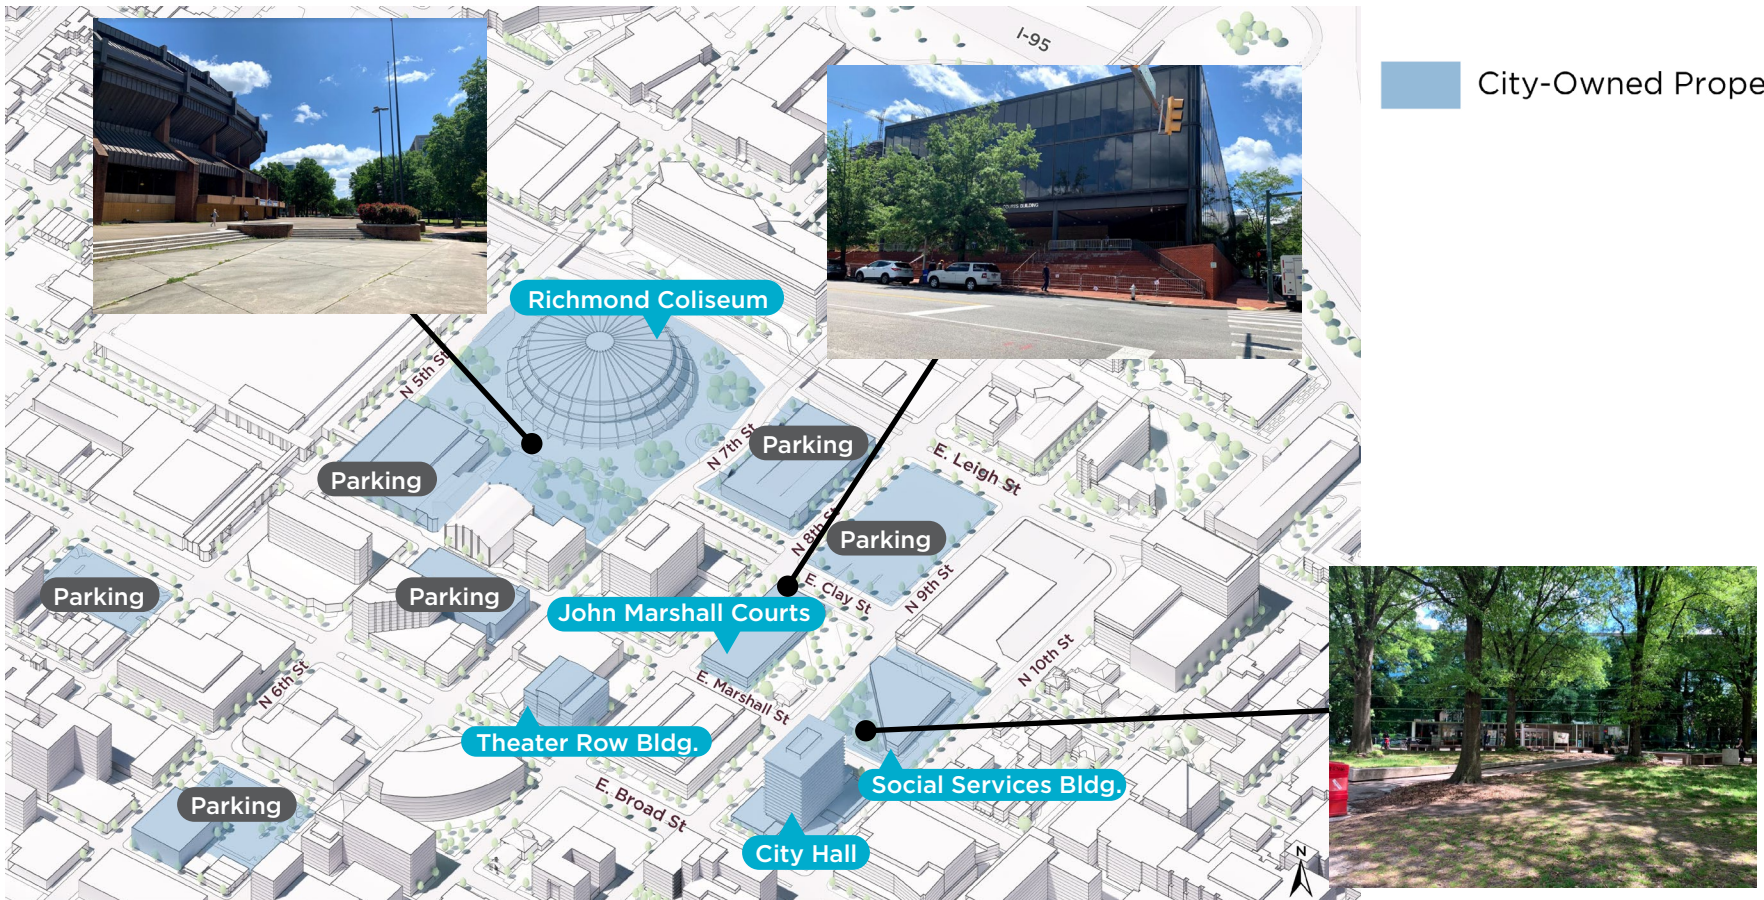 I-95
City-Owned Prope
Richmond Coliseum
N 5th St
N 7th St
Parking
E. Leigh St
Parking
N 8th St
Parking
E. Clay St
N 9th St
Parking
Parking
John Marshall Courts
N 10th St
N 6th St
E. Marshall St
Theater Row Bldg.
Social Services Bldg.
Parking
E. Broad St
City Hall
N